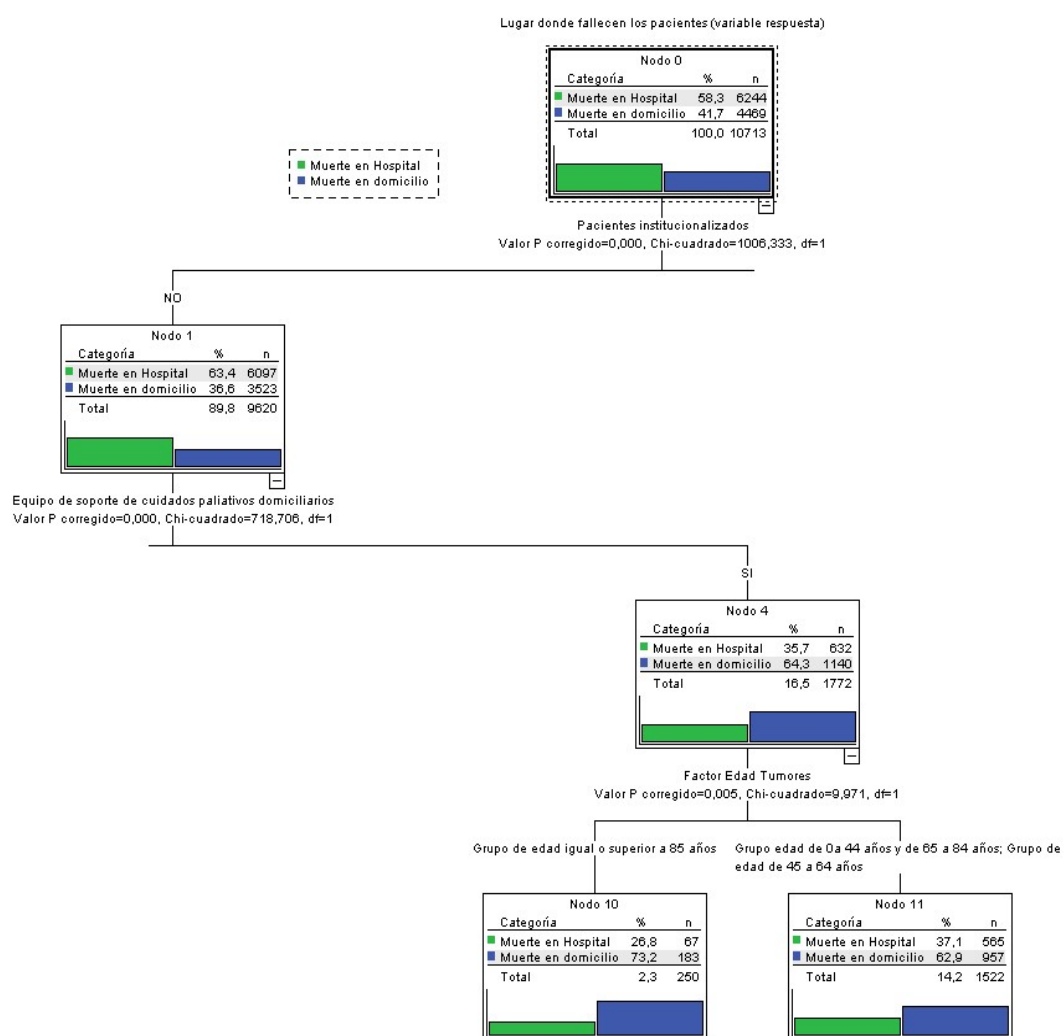 Lugar donde fallecen los pacientes (variable respuesta)
Nodo 0
Categoría % n
Muerte en Hospital 58,3 6244
Muerte en domicilio 41,7 4469
Total 100,0 10713
Muerte en Hospital
Muerte en domicilio
Pacientes institucionalizados
Valor P corregido=0,000, Chi-cuadrado=1006,333, df=1
NO
Nodo 1
Categoría % n
Muerte en Hospital 63,4 6097
Muerte en domicilio 36,6 3523
Total 89,8 9620
Equipo de soporte de cuidados paliativos domiciliarios
Valor P corregido=0,000, Chi-cuadrado=718,706, df=1
SI
Nodo 4
Categoría % n
Muerte en Hospital 35,7 632
Muerte en domicilio 64,3 1140
Total 16,5 1772
Factor Edad Tumores
Valor P corregido=0,005, Chi-cuadrado=9,971, df=1
Grupo de edad igual o superior a 85 años
Grupo edad de 0a 44 años y de 65 a 84 años; Grupo de
edad de 45 a 64 años
Nodo 10
Categoría % n
Muerte en Hospital 26,8 67
Muerte en domicilio 73,2 183
Total 2,3 250
Nodo 11
Categoría % n
Muerte en Hospital 37,1 565
Muerte en domicilio 62,9 957
Total 14,2 1522